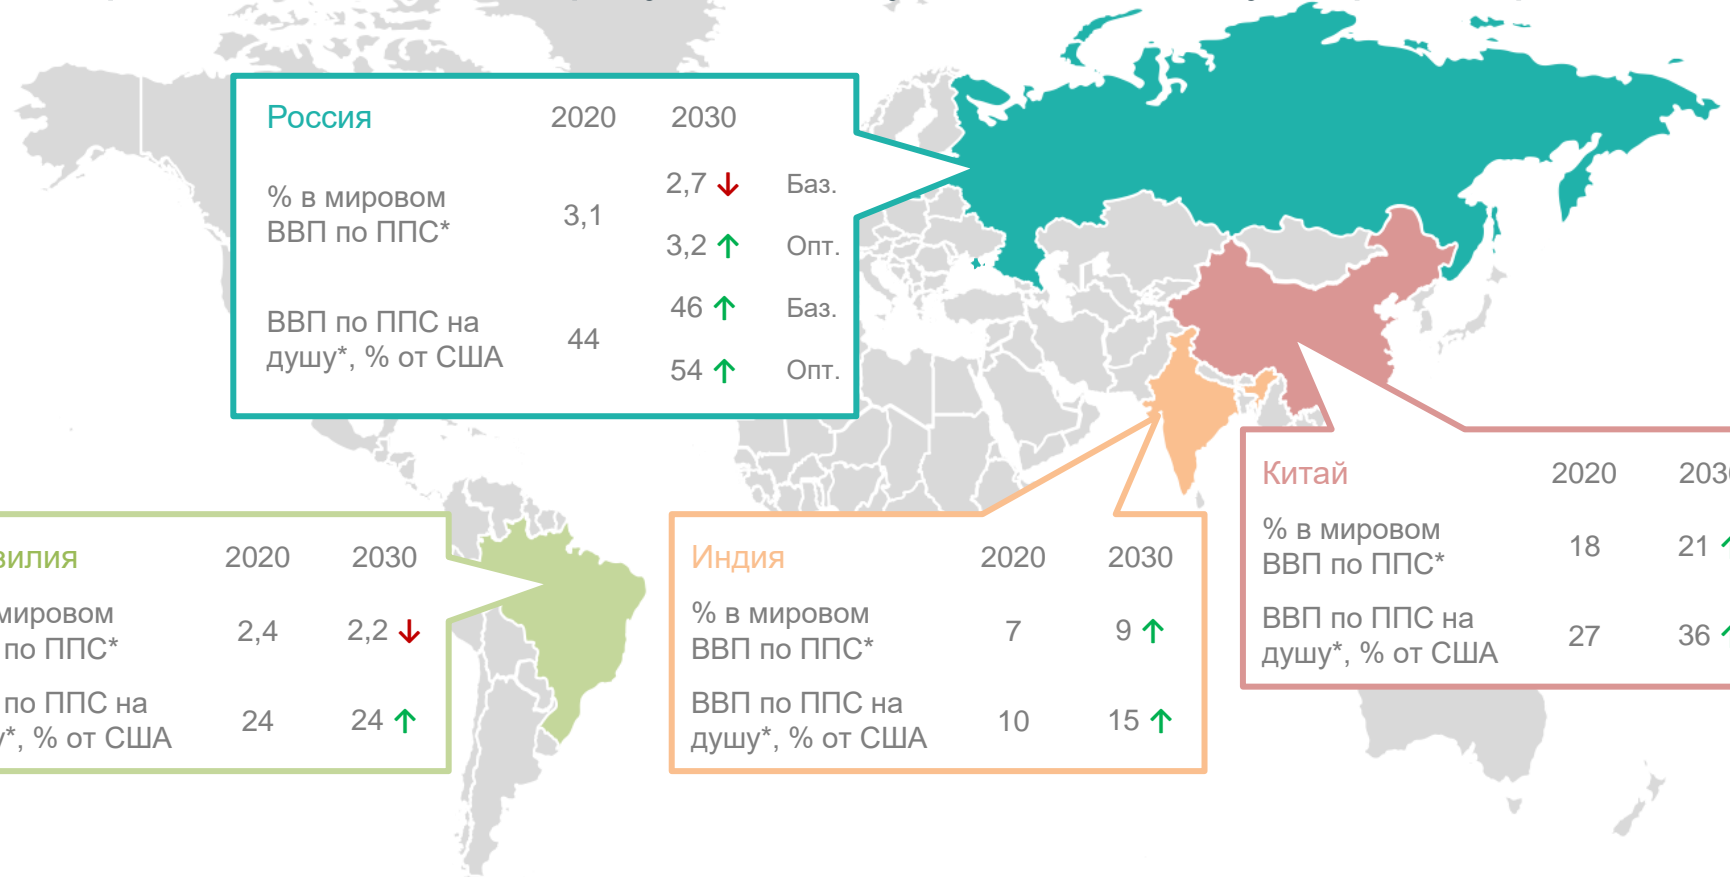 Россия 2020 2030
% в мировом
ВВП по ППС*
3,1
2,7 ↓ Баз.
3,2 ↑ Опт.
ВВП по ППС на
душу*, % от США
44
46 ↑ Баз.
54 ↑ Опт.
вилия 2020 2030
мировом
по ППС*
2,4 2,2 ↓
по ППС на
у*, % от США
24 24 ↑
Индия 2020 2030
% в мировом
ВВП по ППС*
7 9 ↑
ВВП по ППС на
душу*, % от США
10 15 ↑
Китай 2020 203
% в мировом
ВВП по ППС*
18 21 ↑
ВВП по ППС на
душу*, % от США
27 36 ↑